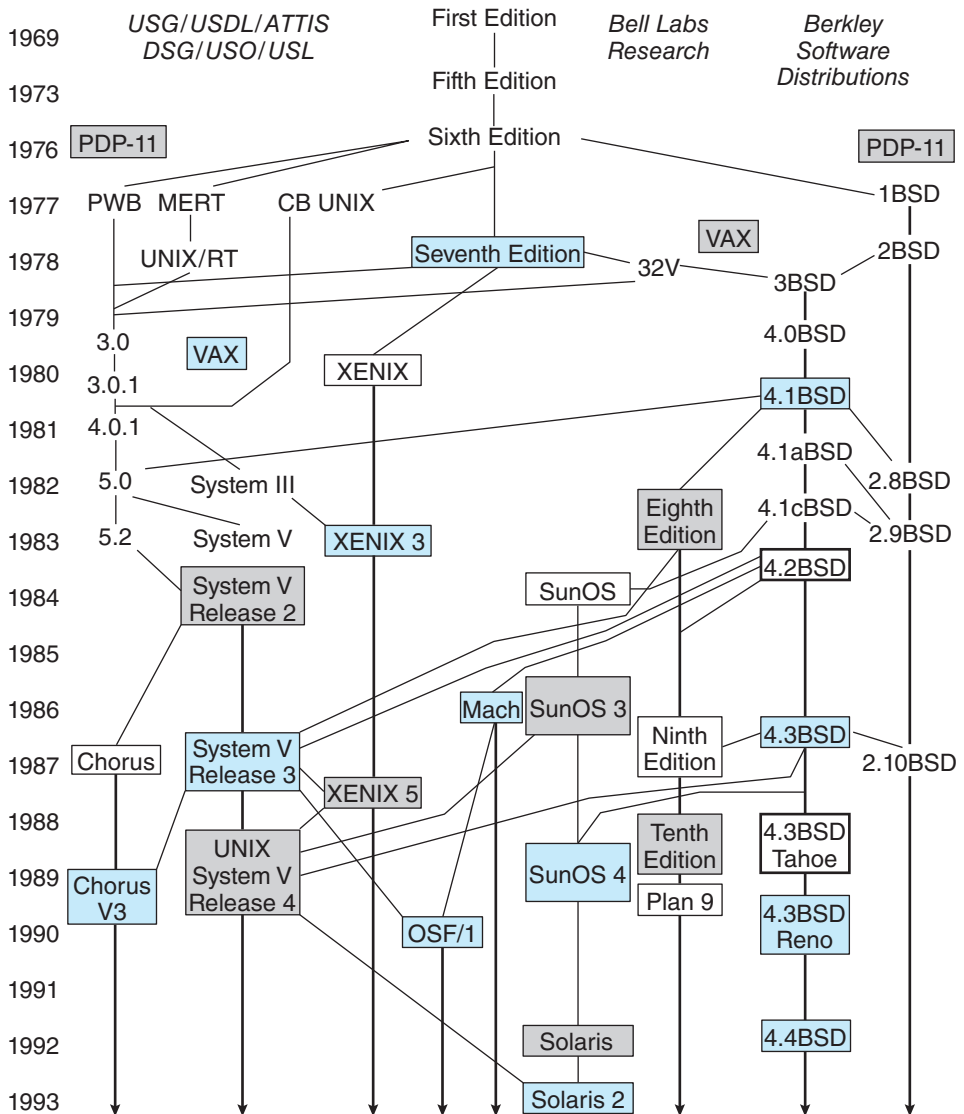 First Edition
1969
USG/USDL/ATTIS
DSG/USO/USL
Bell Labs
Research
Berkley
Software
Distributions
1973
Fifth Edition
1976
PDP-11
Sixth Edition
PDP-11
1977
PWB
MERT
CB UNIX
1BSD
1978
UNIX/RT
Seventh Edition
VAX
2BSD
32V
3BSD
1979
3.0
VAX
4.0BSD
1980
3.0.1
XENIX
4.1BSD
1981
4.0.1
4.1aBSD
1982
5.0
System III
2.8BSD
Eighth
Edition
4.1cBSD
1983
5.2
System V
XENIX 3
2.9BSD
1984
System V
Release 2
SunOS
4.2BSD
1985
1986
Mach
SunOS 3
1987
Chorus
System V
Release 3
Ninth
Edition
4.3BSD
2.10BSD
XENIX 5
1988
UNIX
System V
Release 4
Tenth
Edition
4.3BSD
Tahoe
1989
Chorus
V3
SunOS 4
Plan 9
1990
OSF/1
4.3BSD
Reno
1991
1992
Solaris
4.4BSD
1993
Solaris 2